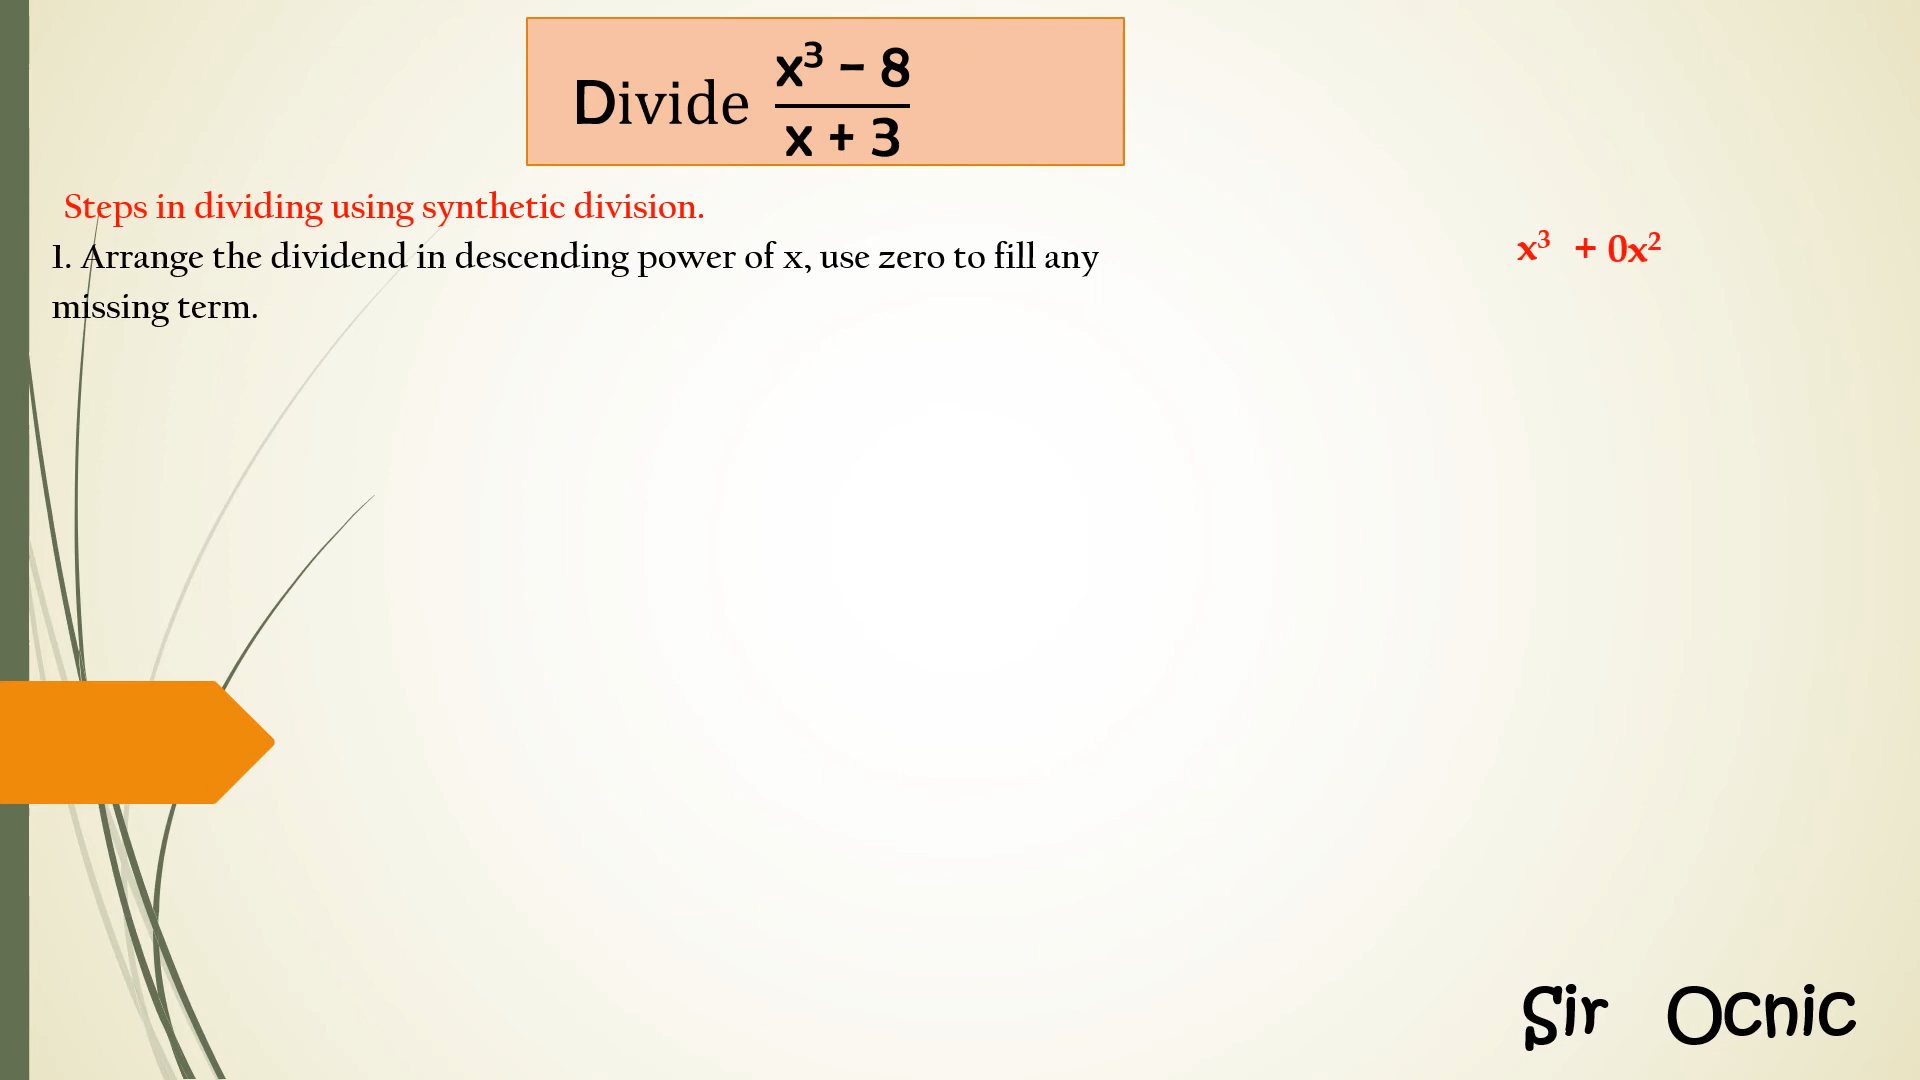 Divide x³ − 8
x + 3
Steps in dividing using synthetic division.
1. Arrange the dividend in descending power of x, use zero to fill any
missing term.
x³ + 0x²
Sir Ocnic